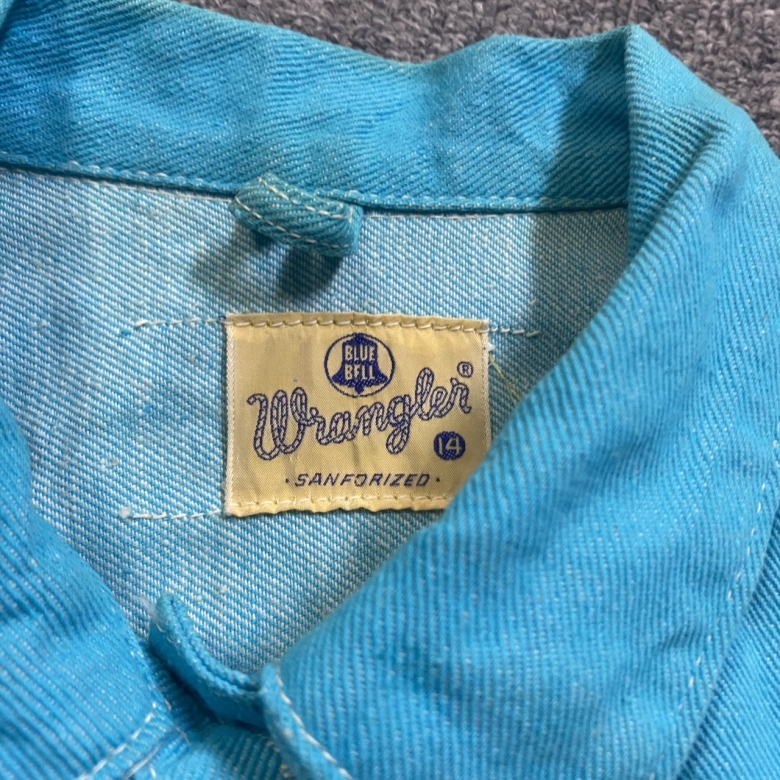 BLUE
BELL
Wrangler®
14
· SANFORIZED ·